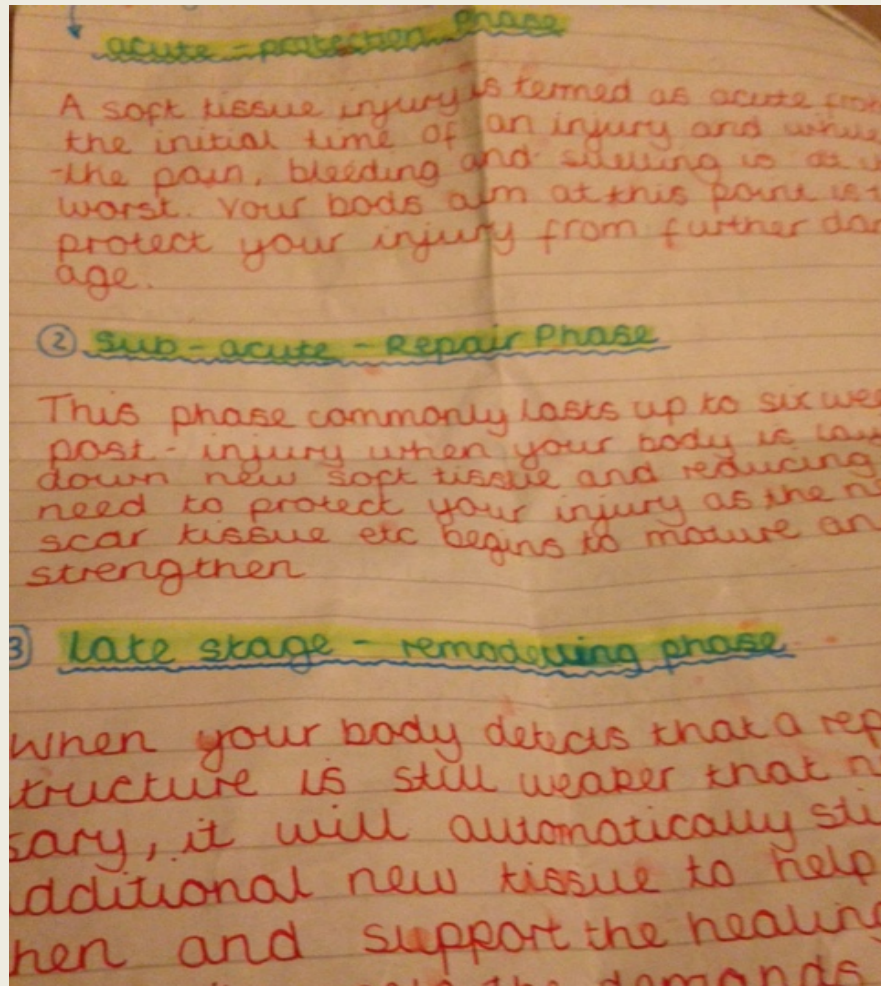 acute - protection Phase
A soft tissue injury is termed as acute from
the initial time of an injury and while
the pain, bleeding and swelling is at
worst. Your bods aim at this point is t
protect your injury from further dam
age.
② Sub - acute - Repair Phase
This phase commonly lasts up to six wee
post - injury when your body is lay
down new soft tissue and reducing
need to protect your injury as the n
scar tissue etc begins to mature an
strengthen
3 Late stage - remodelling phase
When your body detects that a rep
tructure is still weaker that n
sary, it will automatically sti
dditional new tissue to help
hen and support the healing
the demands